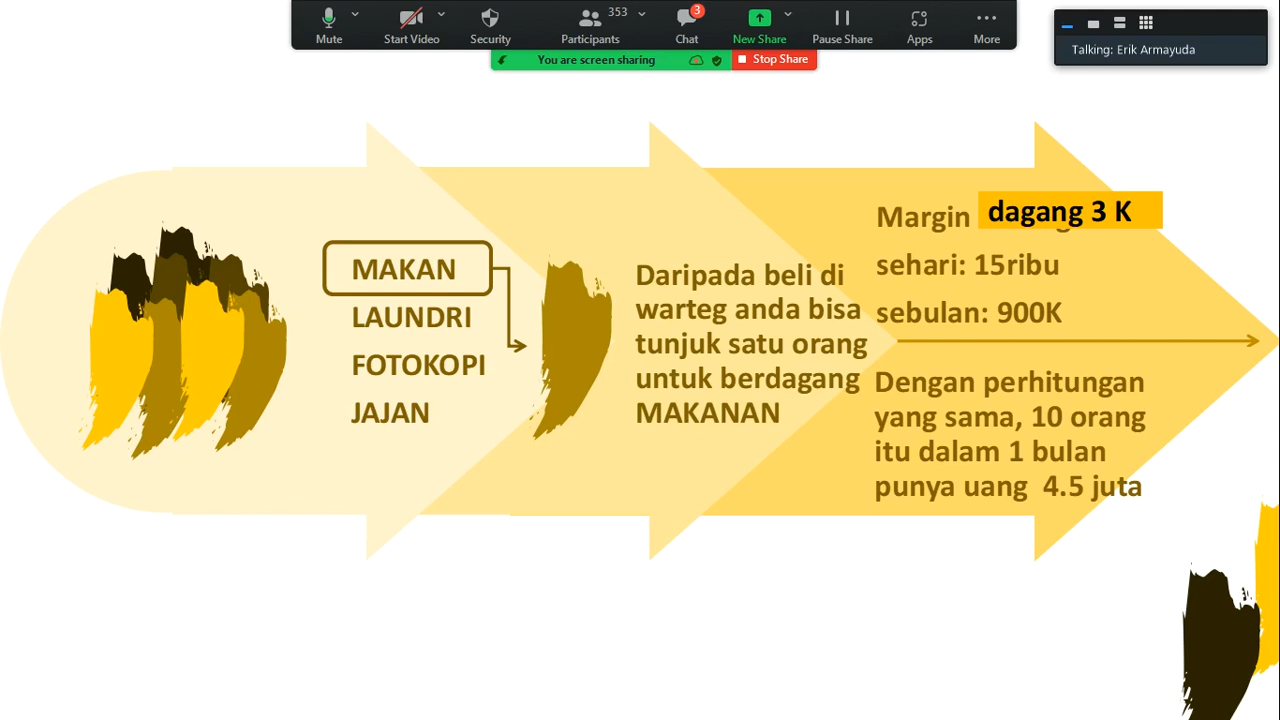 Mute
Start Video
Security
Participants
353
Chat
3
New Share
Pause Share
Apps
More
You are screen sharing
Stop Share
Talking: Erik Armayuda
MAKAN
LAUNDRI
FOTOKOPI
JAJAN
Daripada beli di
warteg anda bisa
tunjuk satu orang
untuk berdagang
MAKANAN
Margin dagang 3 K
sehari: 15ribu
sebulan: 900K
Dengan perhitungan
yang sama, 10 orang
itu dalam 1 bulan
punya uang 4.5 juta